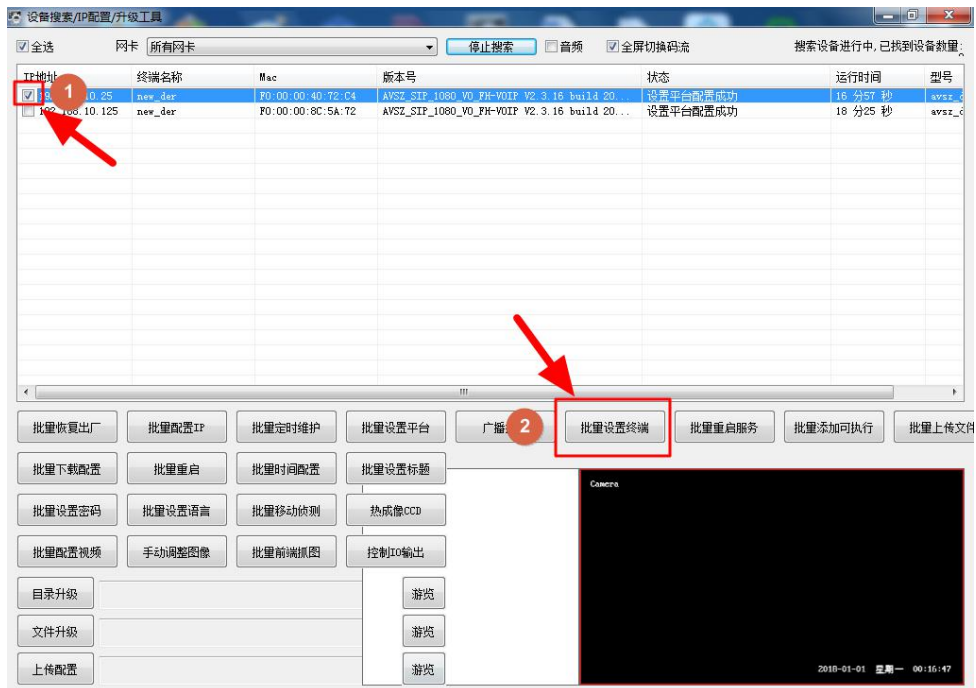 设备搜索/IP配置/升级工具
全选 网卡 所有网卡 停止搜索 音频 全屏切换码流 搜索设备进行中,已找到设备数量:
IP地址 终端名称 Mac 版本号 状态 运行时间 型号
1
10.25 new_der F0:00:00:40:72:C4 AVSZ_SIP_1080_V0_FH-VOIP V2.3.16 build 20... 设置平台配置成功 16 分57 秒
192.168.10.125 new_der F0:00:00:8C:5A:72 AVSZ_SIP_1080_V0_FH-VOIP V2.3.16 build 20... 设置平台配置成功 18 分25 秒
批量恢复出厂 批量配置IP 批量定时维护 批量设置平台 广播 2 批量设置终端 批量重启服务 批量添加可执行 批量上传文件
批量下载配置 批量重启 批量时间配置 批量设置标题
Camera
批量设置密码 批量设置语言 批量移动侦测 热成像CCD
批量配置视频 手动调整图像 批量前端抓图 控制IO输出
目录升级 游览
文件升级 游览
上传配置 游览
2018-01-01 星期一 00:16:47